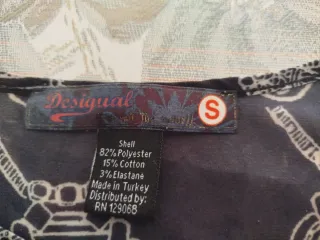 Desigual
S
Shell
82% Polyester
15% Cotton
3% Elastane
Made in Turkey
Distributed by:
RN 129068